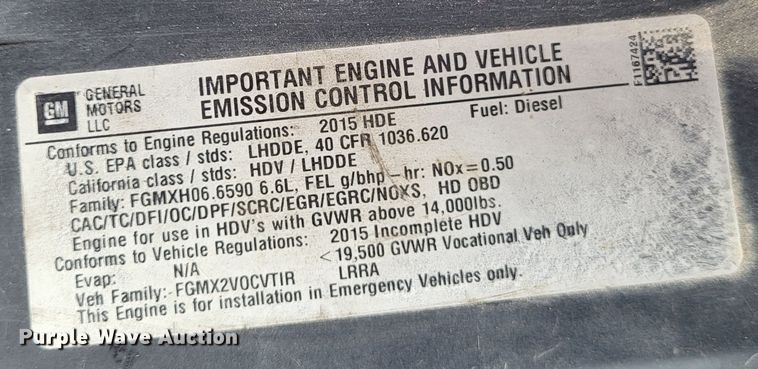 GM
GENERAL
MOTORS
LLC
IMPORTANT ENGINE AND VEHICLE
EMISSION CONTROL INFORMATION
F1167424
Conforms to Engine Regulations: 2015 HDE Fuel: Diesel
U.S. EPA class / stds: LHDDE, 40 CFR 1036.620
California class / stds: HDV / LHDDE
Family: FGMXH06.6590 6.6L, FEL g/bhp-hr: NOx=0.50
CAC/TC/DFI/OC/DPF/SCRC/EGR/EGRC/NOXS, HD OBD
Engine for use in HDV's with GVWR above 14,000lbs.
Conforms to Vehicle Regulations: 2015 Incomplete HDV
<19,500 GVWR Vocational Veh Only
Evap: N/A LRRA
Veh Family: FGMX2VOCVTIR
This Engine is for installation in Emergency Vehicles only.
Purple Wave Auction